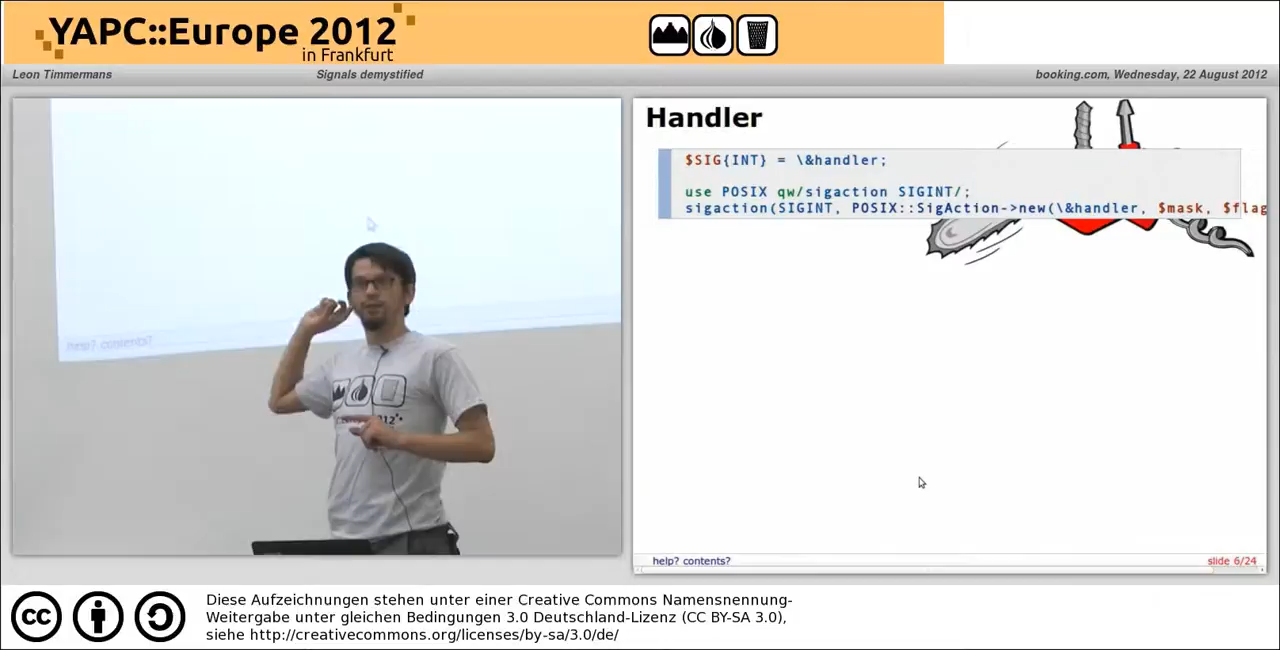 YAPC::Europe 2012
in Frankfurt
Leon Timmermans
Signals demystified
booking.com, Wednesday, 22 August 2012
help? contents?
Handler
$SIG{INT} = \&handler;
use POSIX qw/sigaction SIGINT/;
sigaction(SIGINT, POSIX::SigAction->new(\&handler, $mask, $flag
help? contents?
slide 6/24
cc
Diese Aufzeichnungen stehen unter einer Creative Commons Namensnennung-
Weitergabe unter gleichen Bedingungen 3.0 Deutschland-Lizenz (CC BY-SA 3.0),
siehe http://creativecommons.org/licenses/by-sa/3.0/de/